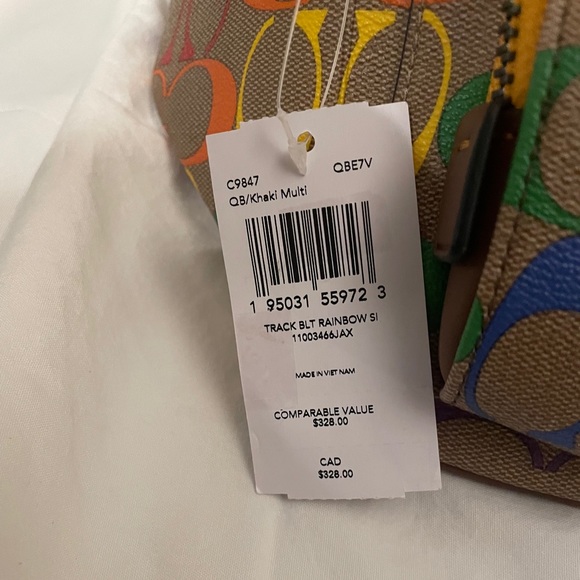 C9847 QBE7V
QB/Khaki Multi
1 95031 55972 3
TRACK BLT RAINBOW SI
11003466JAX
MADE IN VIET NAM
COMPARABLE VALUE
$328.00
CAD
$328.00